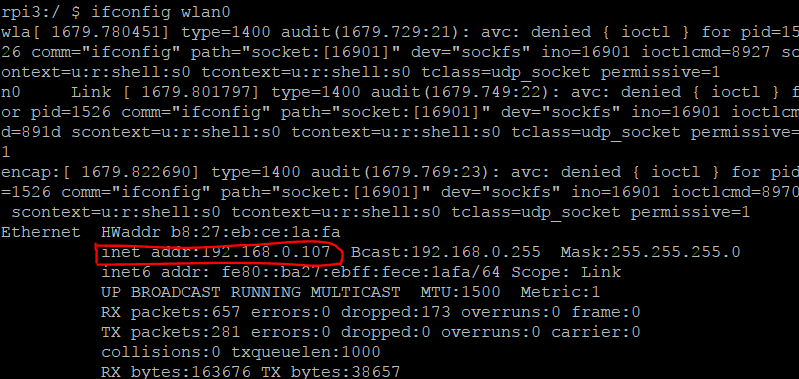 rpi3:/ $ ifconfig wlan0
wla[ 1679.780451] type=1400 audit(1679.729:21): avc: denied { ioctl } for pid=15
26 comm="ifconfig" path="socket:[16901]" dev="sockfs" ino=16901 ioctlcmd=8927 sc
ontext=u:r:shell:s0 tcontext=u:r:shell:s0 tclass=udp_socket permissive=1
n0     Link [ 1679.801797] type=1400 audit(1679.749:22): avc: denied { ioctl } f
or pid=1526 comm="ifconfig" path="socket:[16901]" dev="sockfs" ino=16901 ioctlcm
d=891d scontext=u:r:shell:s0 tcontext=u:r:shell:s0 tclass=udp_socket permissive=
1
encap:[ 1679.822690] type=1400 audit(1679.769:23): avc: denied { ioctl } for pid
=1526 comm="ifconfig" path="socket:[16901]" dev="sockfs" ino=16901 ioctlcmd=8970
 scontext=u:r:shell:s0 tcontext=u:r:shell:s0 tclass=udp_socket permissive=1
Ethernet  HWaddr b8:27:eb:ce:1a:fa
          inet addr:192.168.0.107  Bcast:192.168.0.255  Mask:255.255.255.0
          inet6 addr: fe80::ba27:ebff:fece:1afa/64 Scope: Link
          UP BROADCAST RUNNING MULTICAST  MTU:1500  Metric:1
          RX packets:657 errors:0 dropped:173 overruns:0 frame:0
          TX packets:281 errors:0 dropped:0 overruns:0 carrier:0
          collisions:0 txqueuelen:1000
          RX bytes:163676 TX bytes:38657